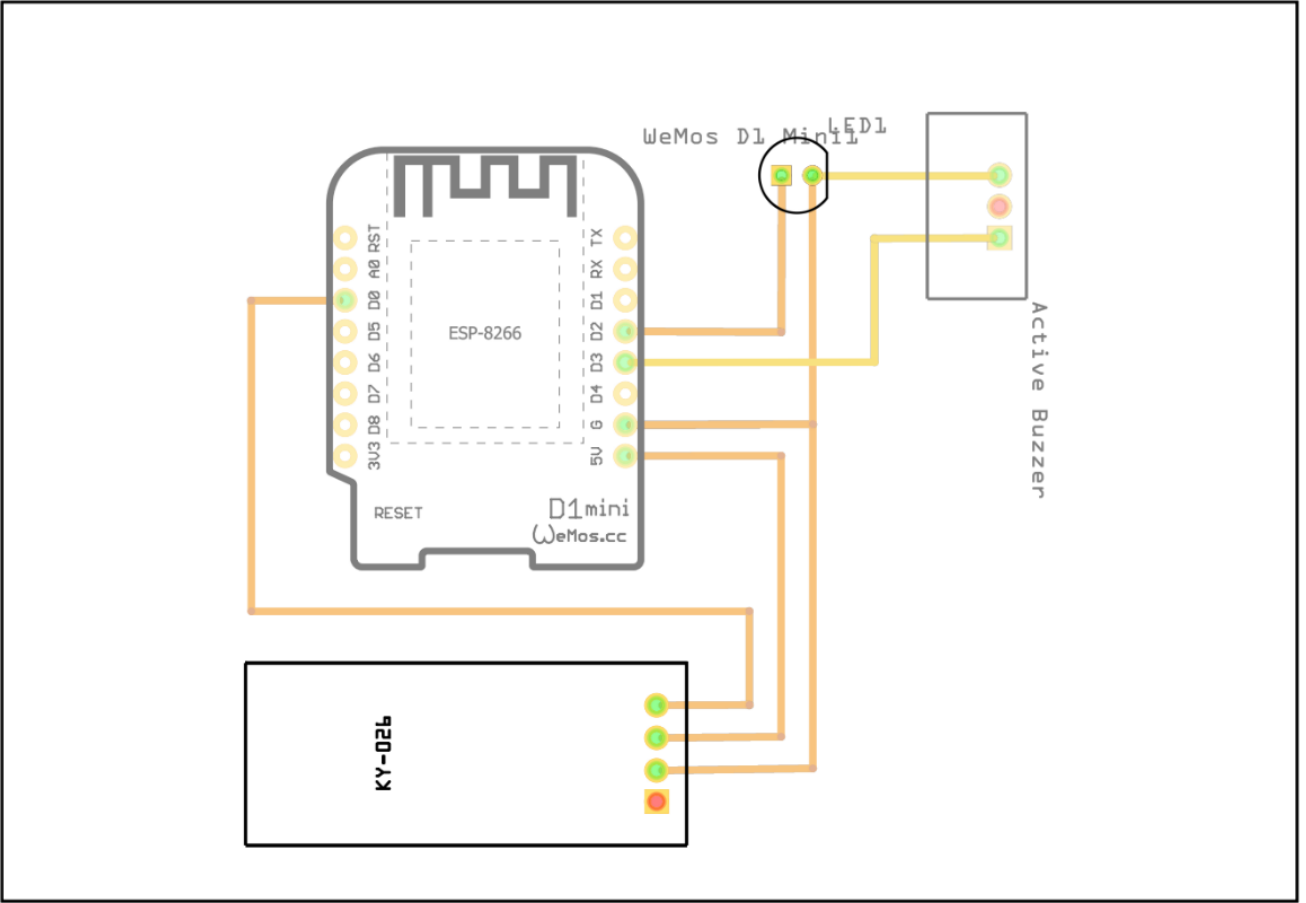 WeMos D1 Mini1
LED1
RST
A0
D0
D5
D6
D7
D8
3V3
TX
RX
D1
D2
D3
D4
G
5V
ESP-8266
RESET
D1mini
WeMos.cc
Active Buzzer
KY-026